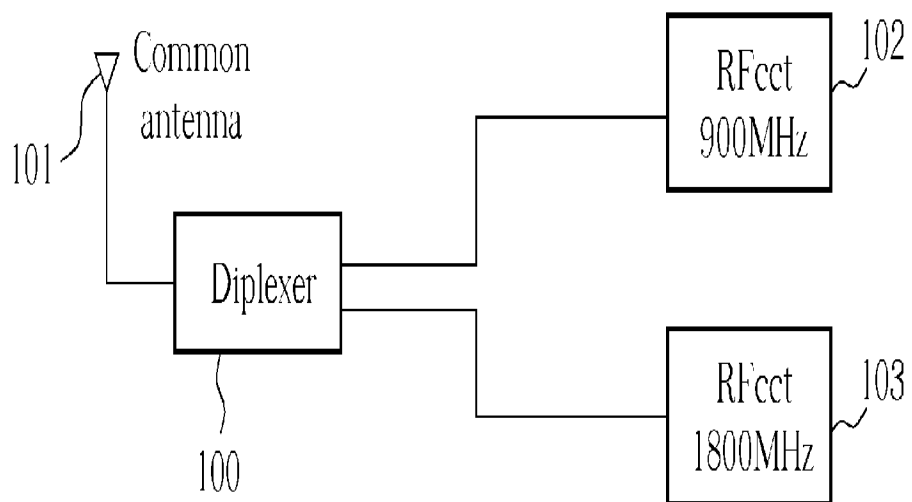 Common
antenna
101
RFcct
900MHz
102
Diplexer
100
RFcct
1800MHz
103